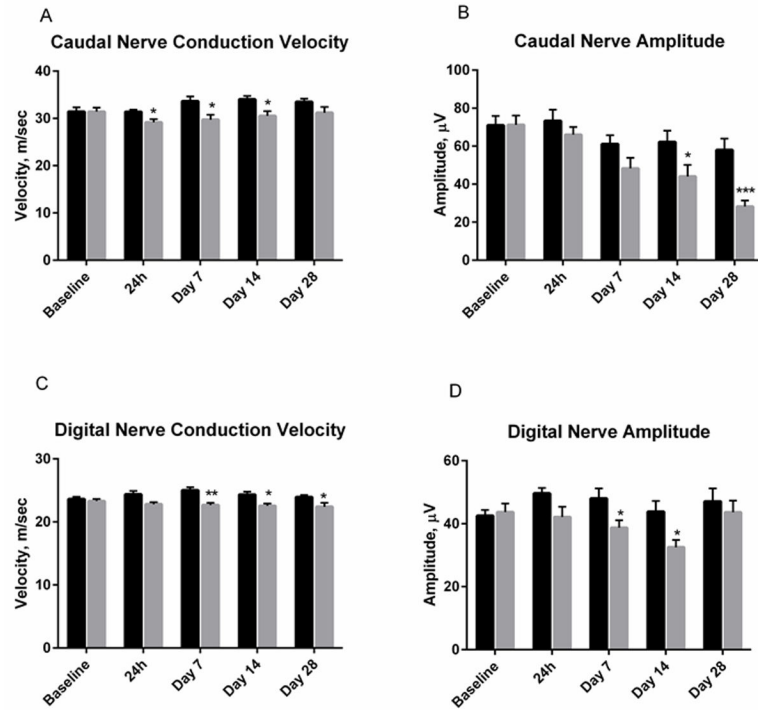 A
Caudal Nerve Conduction Velocity
Velocity, m/sec
40
30
20
10
0
*
*
*
Baseline
24h
Day 7
Day 14
Day 28
B
Caudal Nerve Amplitude
Amplitude, μV
100
80
60
40
20
0
*
***
Baseline
24h
Day 7
Day 14
Day 28
C
Digital Nerve Conduction Velocity
Velocity, m/sec
30
20
10
0
**
*
*
Baseline
24h
Day 7
Day 14
Day 28
D
Digital Nerve Amplitude
Amplitude, μV
60
40
20
0
*
*
Baseline
24h
Day 7
Day 14
Day 28